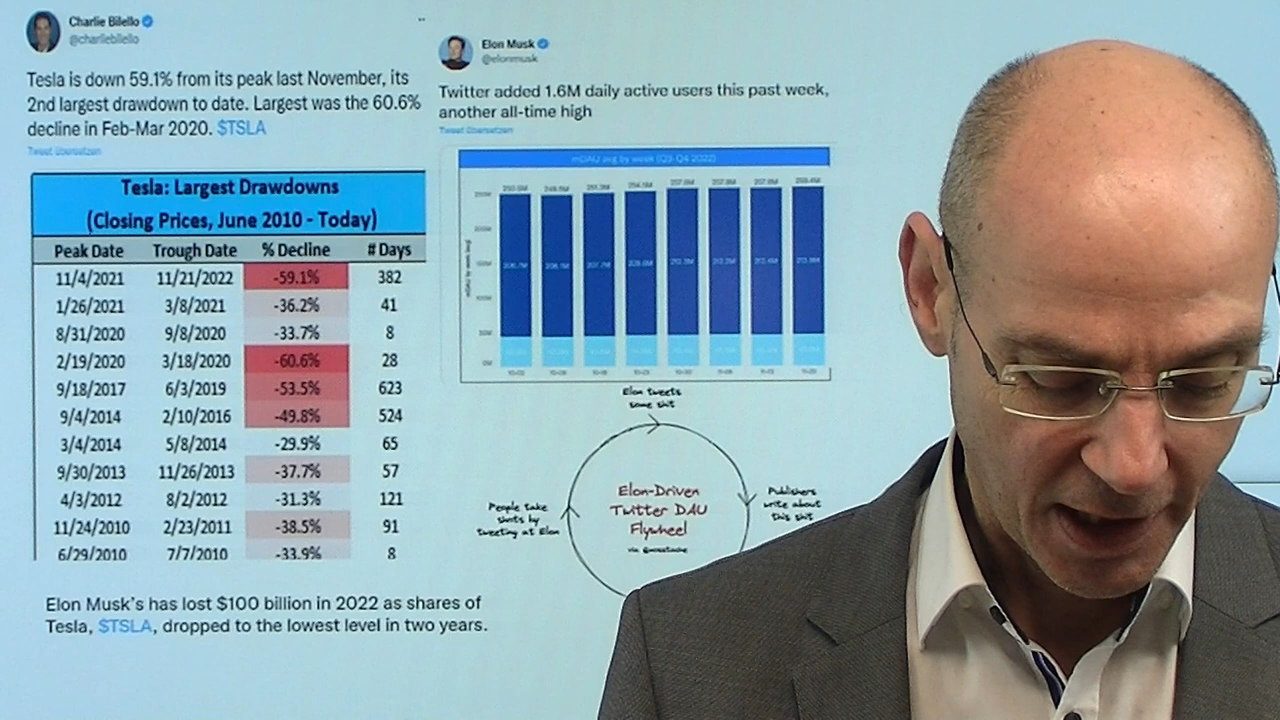 Charlie Bilello
@charliebilello
Tesla is down 59.1% from its peak last November, its
2nd largest drawdown to date. Largest was the 60.6%
decline in Feb-Mar 2020. $TSLA
Tweet übersetzen
Tesla: Largest Drawdowns
(Closing Prices, June 2010 - Today)
Peak Date Trough Date % Decline # Days
11/4/2021 11/21/2022 -59.1% 382
1/26/2021 3/8/2021 -36.2% 41
8/31/2020 9/8/2020 -33.7% 8
2/19/2020 3/18/2020 -60.6% 28
9/18/2017 6/3/2019 -53.5% 623
9/4/2014 2/10/2016 -49.8% 524
3/4/2014 5/8/2014 -29.9% 65
9/30/2013 11/26/2013 -37.7% 57
4/3/2012 8/2/2012 -31.3% 121
11/24/2010 2/23/2011 -38.5% 91
6/29/2010 7/7/2010 -33.9% 8
Elon Musk's has lost $100 billion in 2022 as shares of
Tesla, $TSLA, dropped to the lowest level in two years.
Elon Musk
@elonmusk
Twitter added 1.6M daily active users this past week,
another all-time high
Tweet übersetzen
mDAU avg by week (Q3-Q4 2022)
Elon tweets
some shit
Publishers
write about
this shit
People take
shots by
tweeting at Elon
Elon-Driven
Twitter DAU
Flywheel